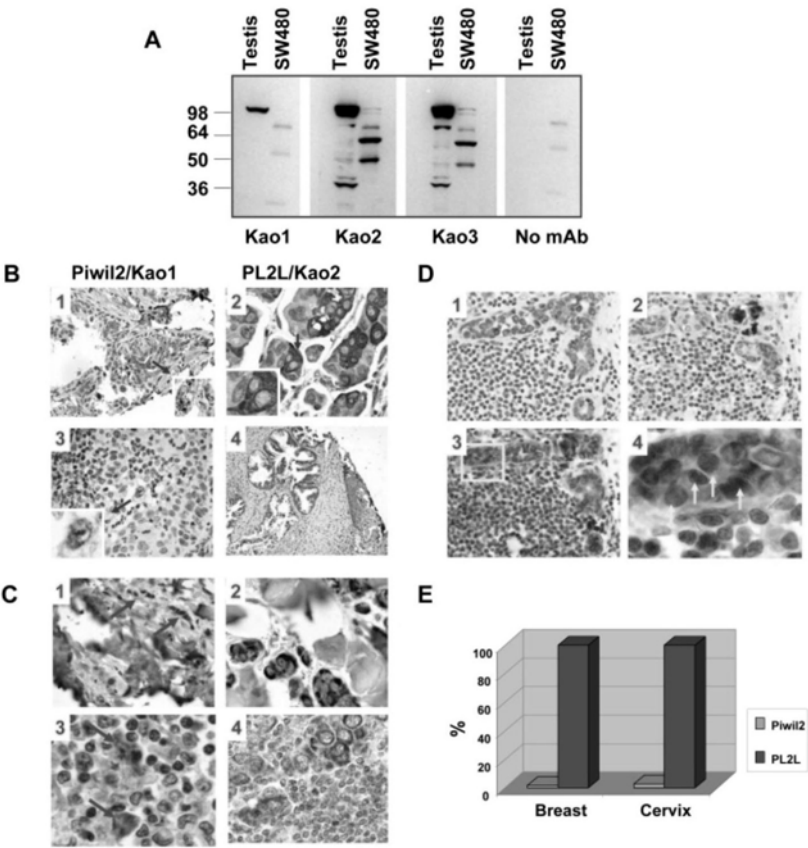 A
Testis SW480 Testis SW480 Testis SW480 Testis SW480
98
64
50
36
Kao1 Kao2 Kao3 No mAb
B
Piwil2/Kao1 PL2L/Kao2
1 2
3 4
C
1 2
3 4
D
1 2
3 4
E
100
80
60
40
20
0
%
Breast Cervix
Piwil2
PL2L